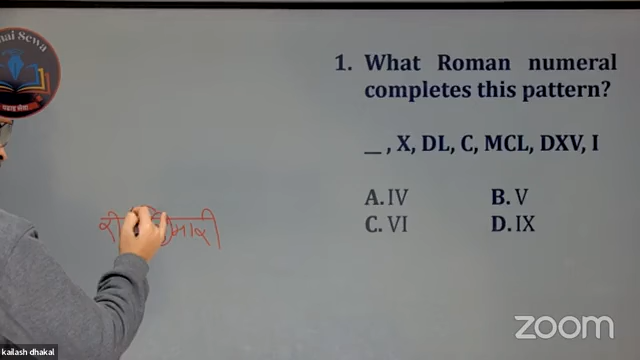 1. What Roman numeral
completes this pattern?
__ , X, DL, C, MCL, DXV, I
A. IV B. V
C. VI D. IX
kailash dhakal
zoom